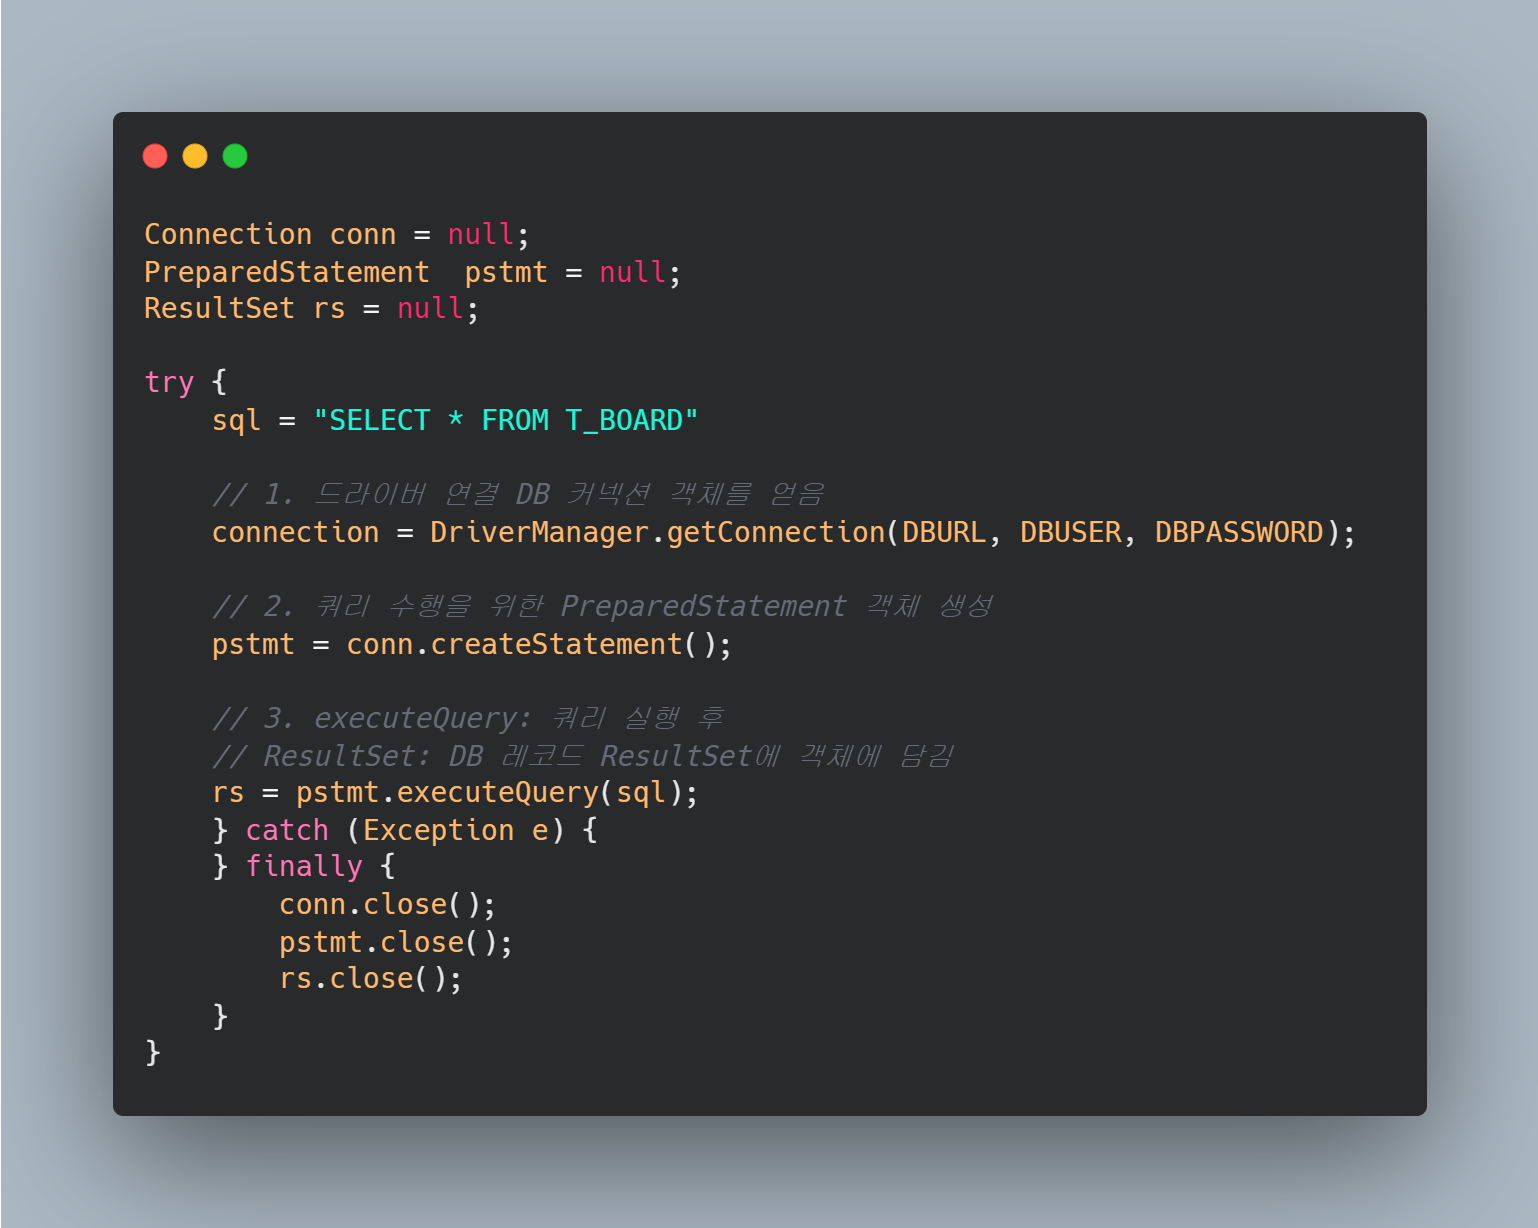 Connection conn = null;
PreparedStatement  pstmt = null;
ResultSet rs = null;

try {
    sql = "SELECT * FROM T_BOARD"

    // 1. 드라이버 연결 DB 커넥션 객체를 얻음
    connection = DriverManager.getConnection(DBURL, DBUSER, DBPASSWORD);

    // 2. 쿼리 수행을 위한 PreparedStatement 객체 생성
    pstmt = conn.createStatement();

    // 3. executeQuery: 쿼리 실행 후
    // ResultSet: DB 레코드 ResultSet에 객체에 담김
    rs = pstmt.executeQuery(sql);
    } catch (Exception e) {
    } finally {
        conn.close();
        pstmt.close();
        rs.close();
    }
}